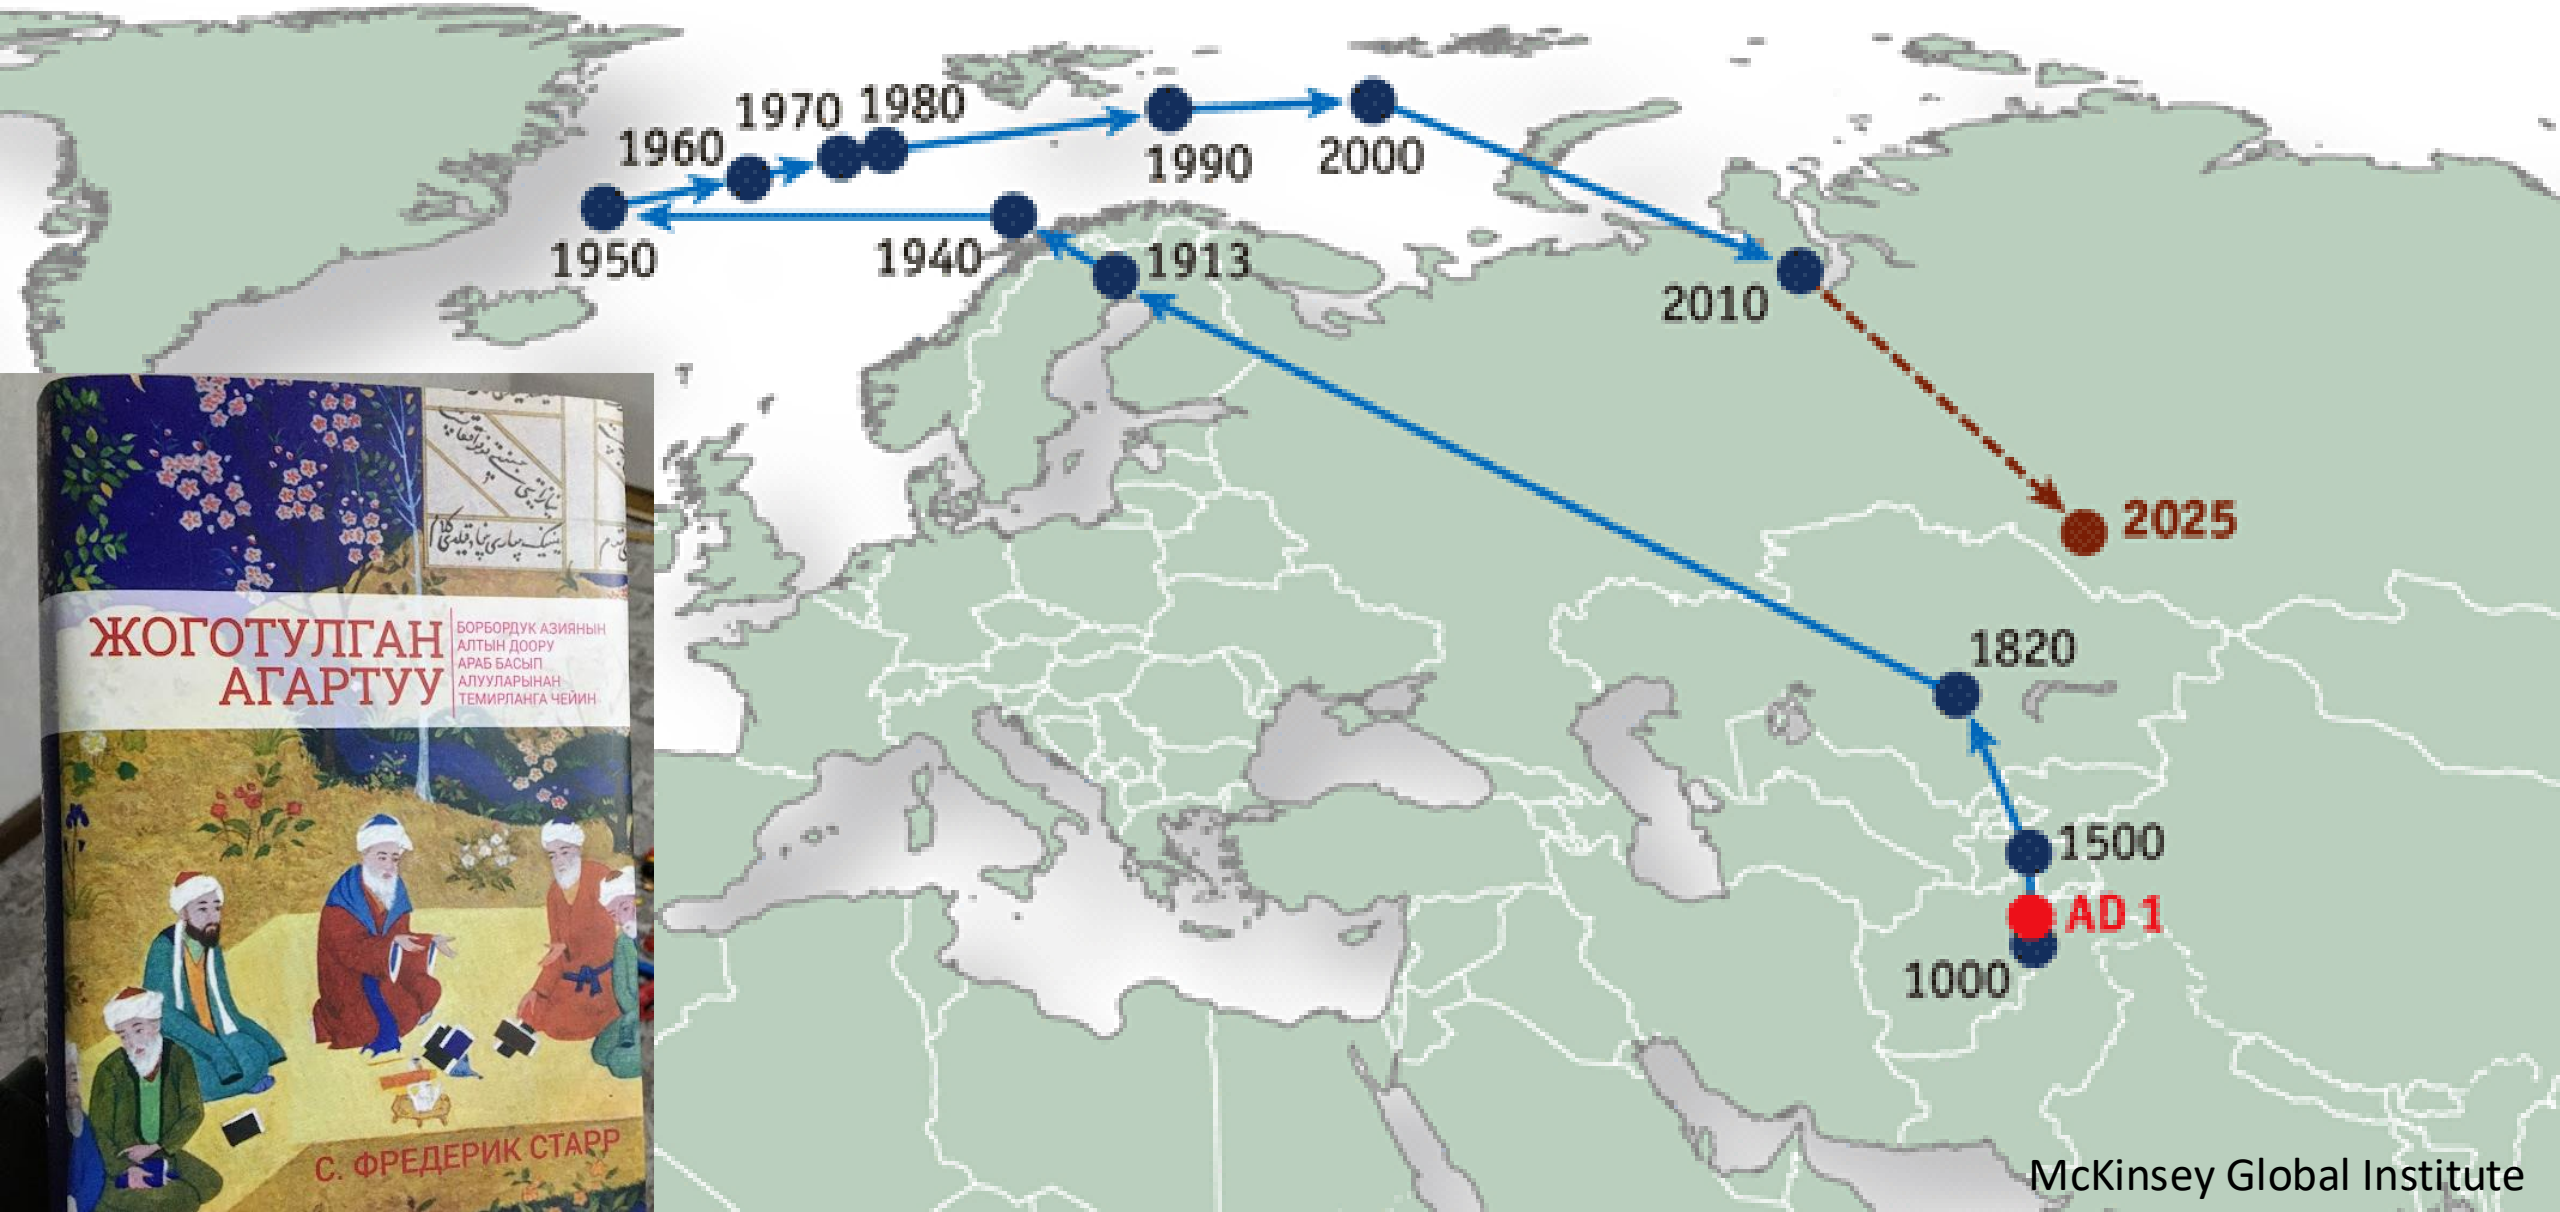 1970 1980
1960
1990
2000
1950
1940
1913
2010
2025
1820
1500
AD 1
1000
ЖОГОТУЛГАН
АГАРТУУ
БОРБОРДУК АЗИЯНЫН
АЛТЫН ДООРУ
АРАБ БАСЫП
АЛУУЛАРЫНАН
ТЕМИРЛАНГА ЧЕЙИН
С. ФРЕДЕРИК СТАРР
McKinsey Global Institute